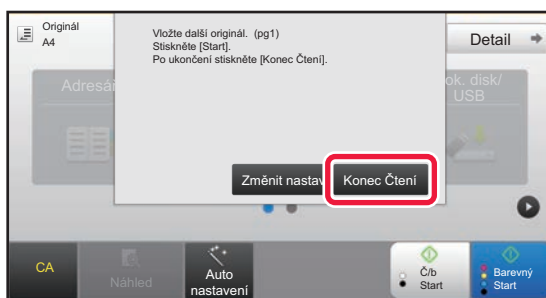 Originál
A4
Vložte další originál. (pg1)
Stiskněte [Start].
Po ukončení stiskněte [Konec Čtení].
Detail
Adresář
ok. disk/
USB
Změnit nastav
Konec Čtení
CA
Náhled
Auto
nastavení
Č/b
Start
Barevný
Start